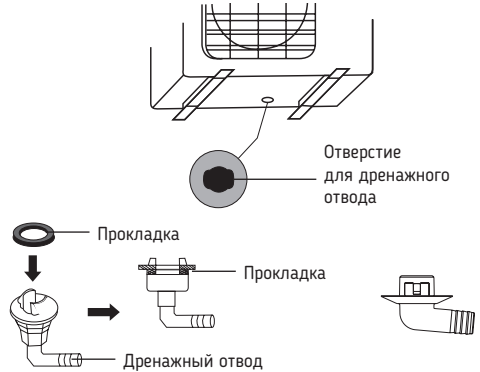 Отверстие
для дренажного
отвода
Прокладка
Прокладка
Дренажный отвод